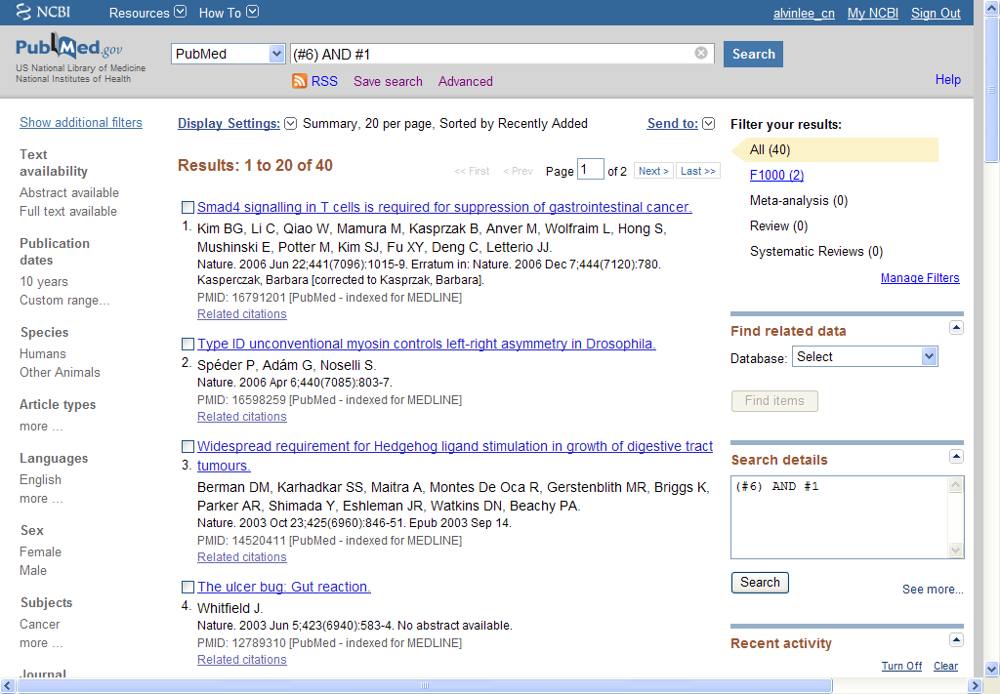 NCBI Resources How To alvinlee_cn My NCBI Sign Out
PubMed.gov
US National Library of Medicine
National Institutes of Health
PubMed (#6) AND #1 Search
RSS Save search Advanced
Help
Show additional filters
Text
availability
Abstract available
Full text available
Publication
dates
10 years
Custom range...
Species
Humans
Other Animals
Article types
more ...
Languages
English
more ...
Sex
Female
Male
Subjects
Cancer
more ...
Journal
Display Settings: Summary, 20 per page, Sorted by Recently Added Send to:
Results: 1 to 20 of 40
<< First < Prev Page 1 of 2 Next > Last >>
Smad4 signalling in T cells is required for suppression of gastrointestinal cancer.
1. Kim BG, Li C, Qiao W, Mamura M, Kasprzak B, Anver M, Wolfraim L, Hong S,
Mushinski E, Potter M, Kim SJ, Fu XY, Deng C, Letterio JJ.
Nature. 2006 Jun 22;441(7096):1015-9. Erratum in: Nature. 2006 Dec 7;444(7120):780.
Kasperczak, Barbara [corrected to Kasprzak, Barbara].
PMID: 16791201 [PubMed - indexed for MEDLINE]
Related citations
Type ID unconventional myosin controls left-right asymmetry in Drosophila.
2. Spéder P, Adám G, Noselli S.
Nature. 2006 Apr 6;440(7085):803-7.
PMID: 16598259 [PubMed - indexed for MEDLINE]
Related citations
Widespread requirement for Hedgehog ligand stimulation in growth of digestive tract
3. tumours.
Berman DM, Karhadkar SS, Maitra A, Montes De Oca R, Gerstenblith MR, Briggs K,
Parker AR, Shimada Y, Eshleman JR, Watkins DN, Beachy PA.
Nature. 2003 Oct 23;425(6960):846-51. Epub 2003 Sep 14.
PMID: 14520411 [PubMed - indexed for MEDLINE]
Related citations
The ulcer bug: Gut reaction.
4. Whitfield J.
Nature. 2003 Jun 5;423(6940):583-4. No abstract available.
PMID: 12789310 [PubMed - indexed for MEDLINE]
Related citations
Filter your results:
All (40)
F1000 (2)
Meta-analysis (0)
Review (0)
Systematic Reviews (0)
Manage Filters
Find related data
Database: Select
Find items
Search details
(#6) AND #1
Search
See more...
Recent activity
Turn Off Clear